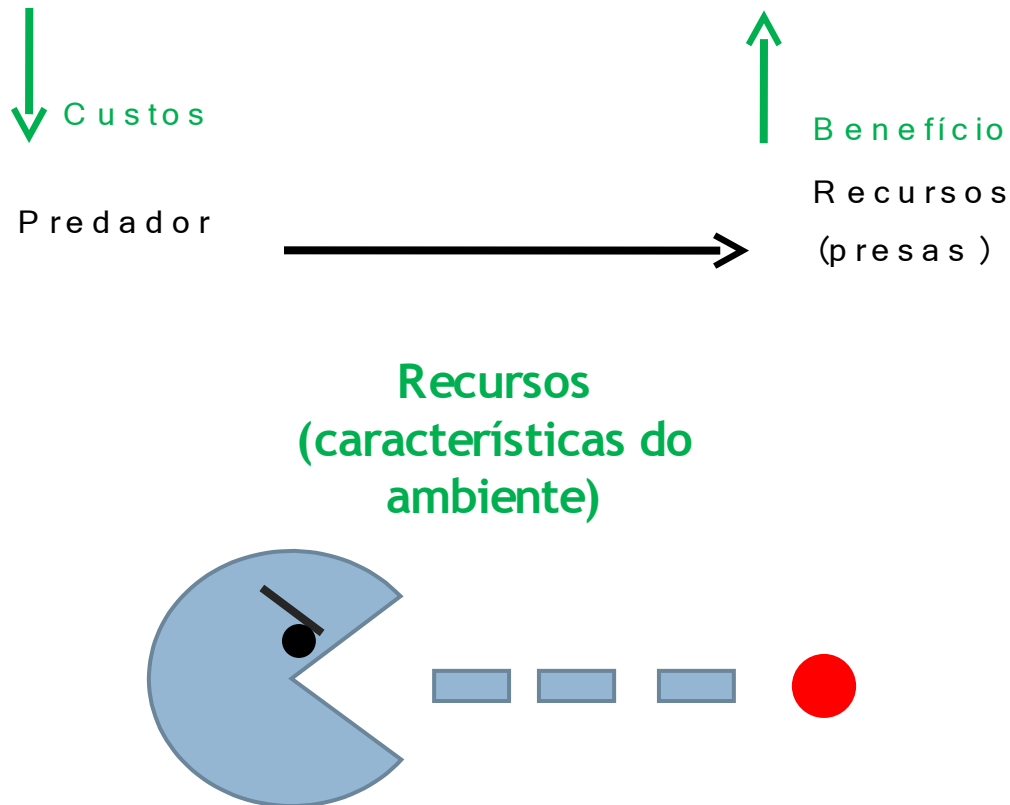 Custos
Benefício
Predador
Recursos
(presas)
Recursos
(características do
ambiente)